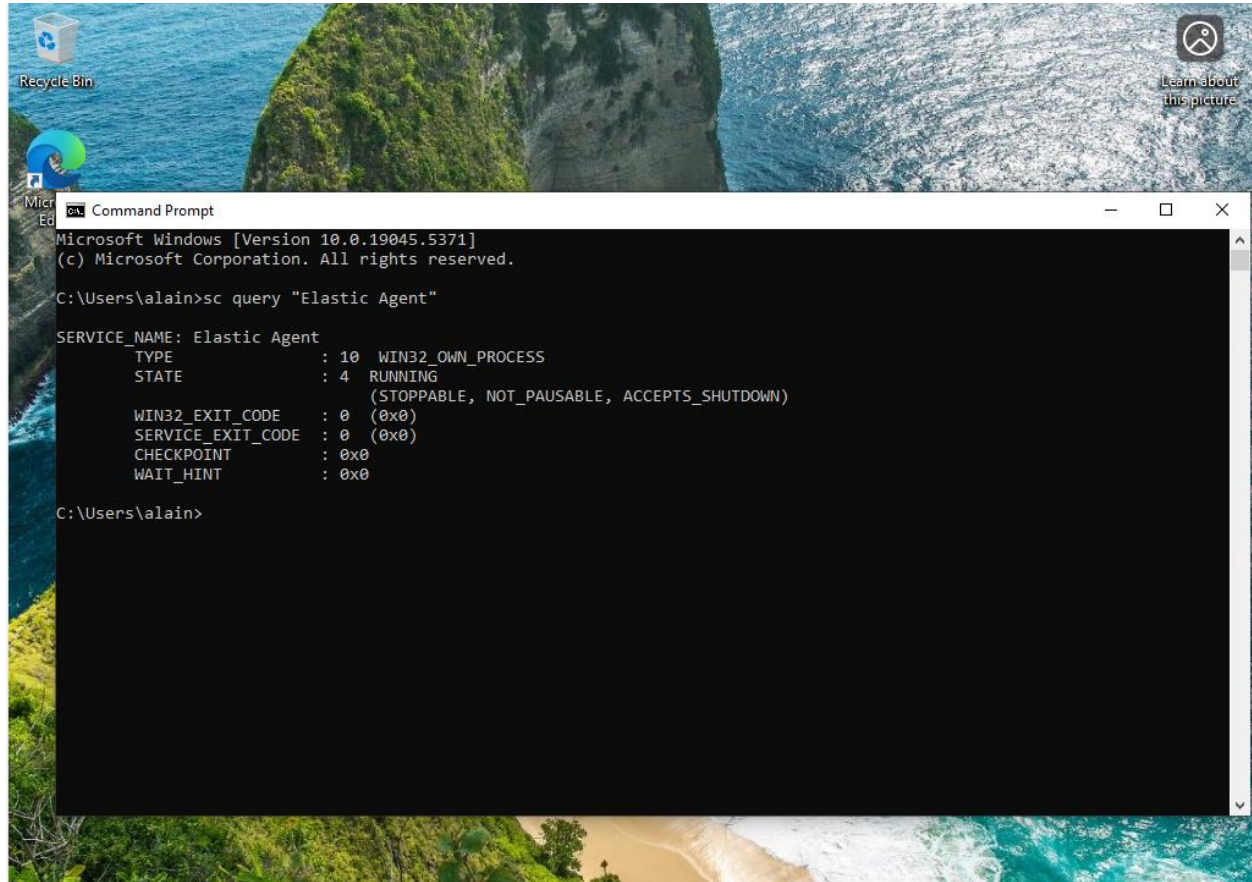 Recycle Bin
Learn about
this picture
Micr
Ed
Command Prompt
Microsoft Windows [Version 10.0.19045.5371]
(c) Microsoft Corporation. All rights reserved.
C:\Users\alain>sc query "Elastic Agent"
SERVICE_NAME: Elastic Agent
        TYPE               : 10  WIN32_OWN_PROCESS
        STATE              : 4  RUNNING
                                (STOPPABLE, NOT_PAUSABLE, ACCEPTS_SHUTDOWN)
        WIN32_EXIT_CODE    : 0  (0x0)
        SERVICE_EXIT_CODE  : 0  (0x0)
        CHECKPOINT         : 0x0
        WAIT_HINT          : 0x0
C:\Users\alain>